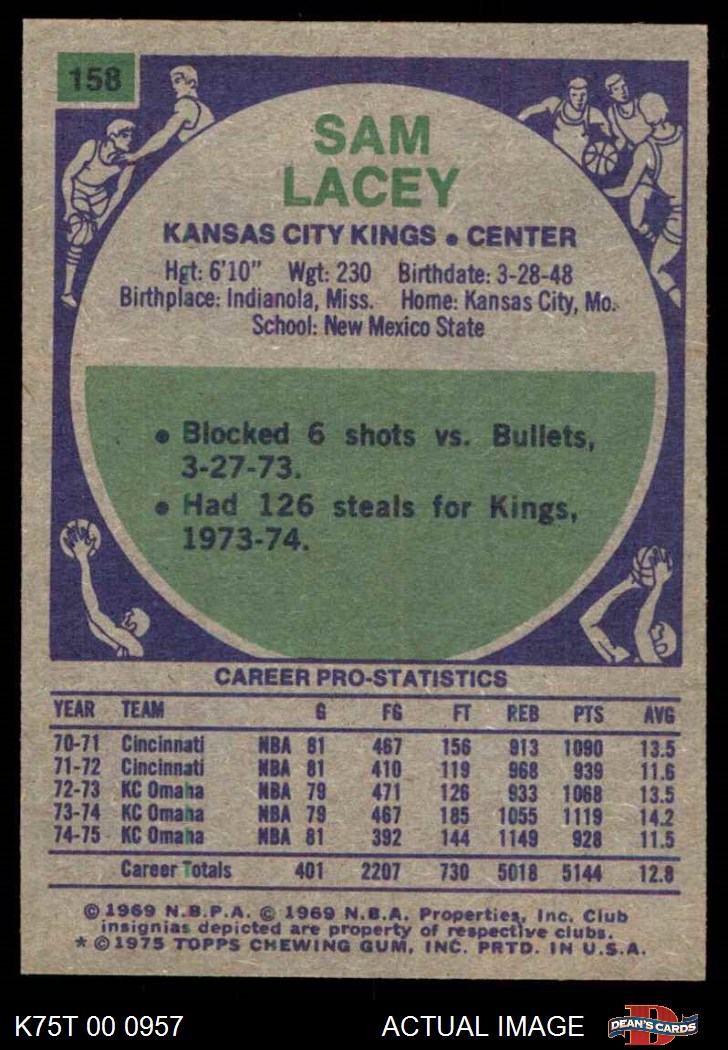 158
SAM
LACEY
KANSAS CITY KINGS • CENTER
Hgt: 6'10" Wgt: 230 Birthdate: 3-28-48
Birthplace: Indianola, Miss. Home: Kansas City, Mo.
School: New Mexico State
• Blocked 6 shots vs. Bullets,
3-27-73.
• Had 126 steals for Kings,
1973-74.
CAREER PRO-STATISTICS
YEAR TEAM G FG FT REB PTS AVG
70-71 Cincinnati NBA 81 467 156 913 1090 13.5
71-72 Cincinnati NBA 81 410 119 968 939 11.6
72-73 KC Omaha NBA 79 471 126 933 1068 13.5
73-74 KC Omaha NBA 79 467 185 1055 1119 14.2
74-75 KC Omaha NBA 81 392 144 1149 928 11.5
Career Totals 401 2207 730 5018 5144 12.8
© 1969 N.B.P.A. © 1969 N.B.A. Properties, Inc. Club
insignias depicted are property of respective clubs.
* © 1975 TOPPS CHEWING GUM, INC. PRTD. IN U.S.A.
K75T 00 0957 ACTUAL IMAGE DEAN'S CARDS